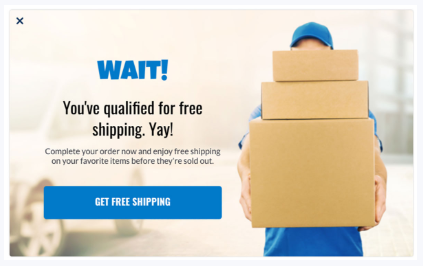 WAIT!
You've qualified for free
shipping. Yay!
Complete your order now and enjoy free shipping
on your favorite items before they're sold out.
GET FREE SHIPPING